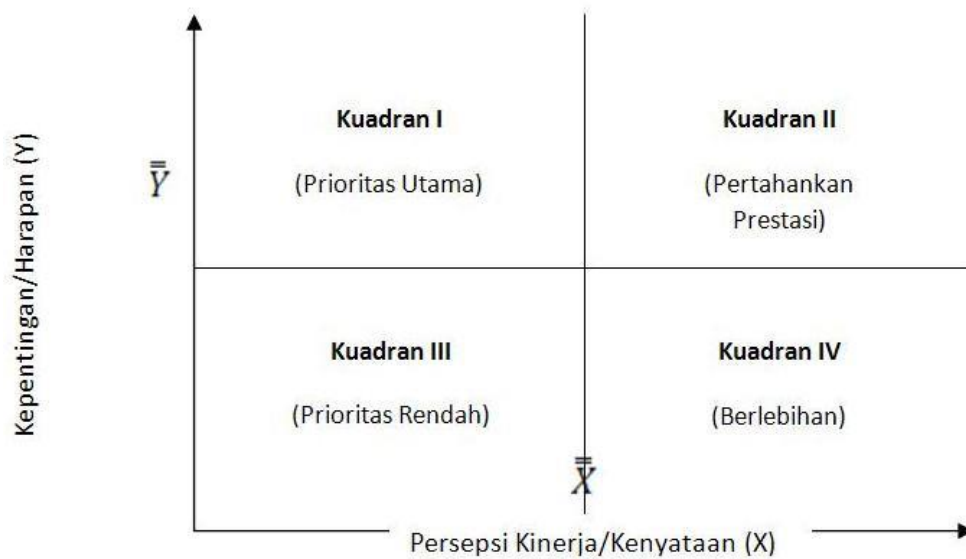 Kepentingan/Harapan (Y)
Y̿
Kuadran I
(Prioritas Utama)
Kuadran II
(Pertahankan
Prestasi)
Kuadran III
(Prioritas Rendah)
Kuadran IV
(Berlebihan)
X̿
Persepsi Kinerja/Kenyataan (X)